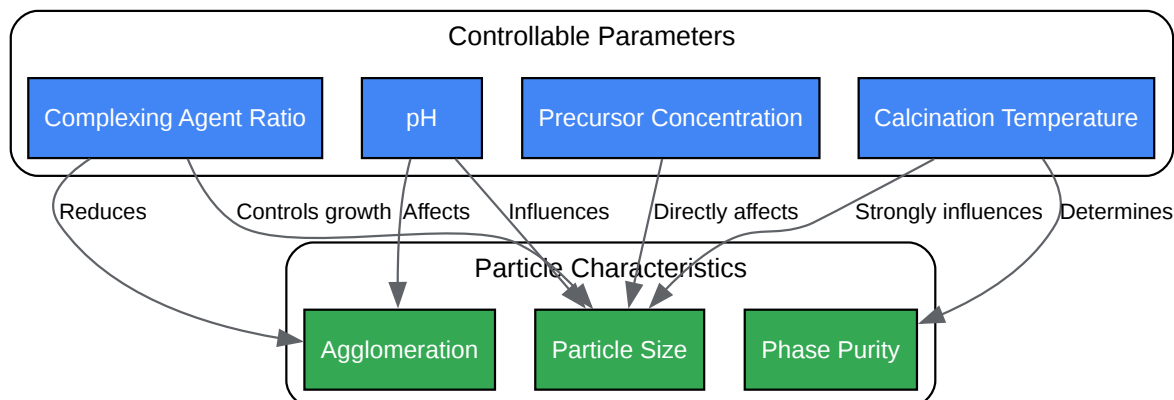 Controllable Parameters
Complexing Agent Ratio
pH
Precursor Concentration
Calcination Temperature
Reduces
Controls growth
Affects
Influences
Directly affects
Strongly influences
Determines
Particle Characteristics
Agglomeration
Particle Size
Phase Purity